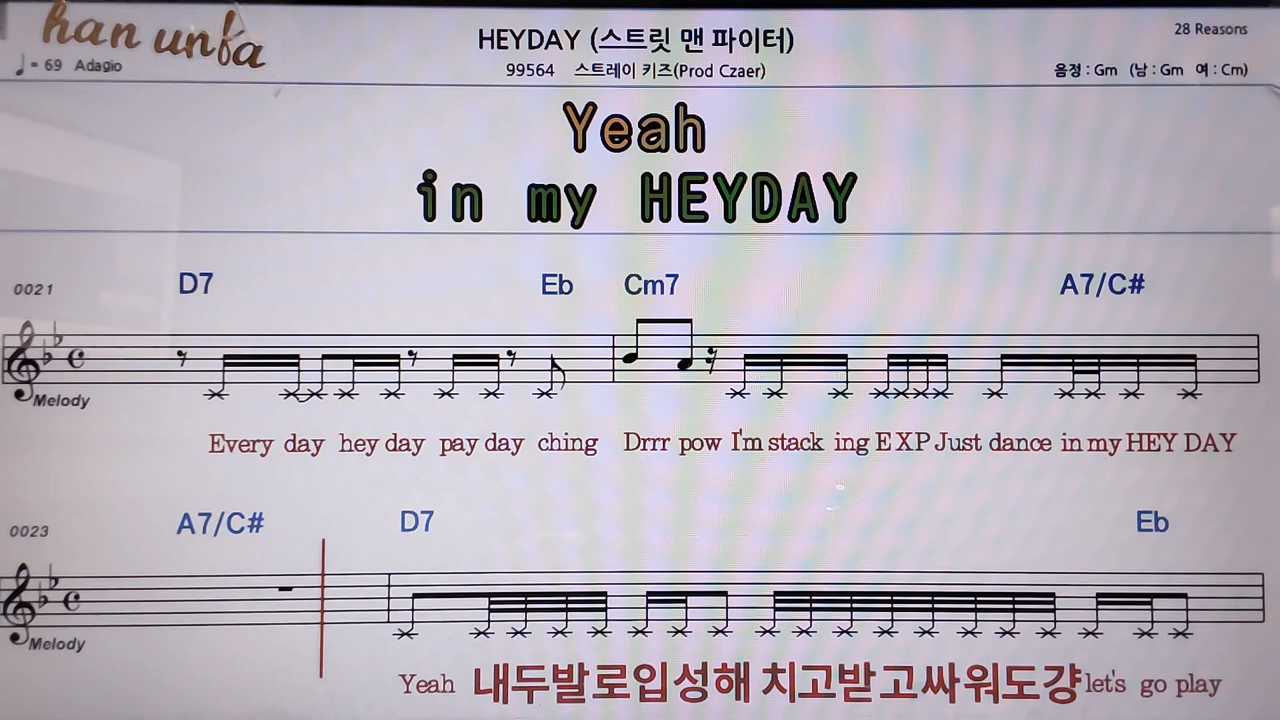 han unba
♩= 69 Adagio
HEYDAY (스트릿 맨 파이터)
99564 스트레이 키즈(Prod Czaer)
28 Reasons
음정 : Gm (남 : Gm 여 : Cm)
Yeah
in my HEYDAY
0021 D7 Eb Cm7 A7/C#
Melody
Every day hey day pay day ching Drrr pow I'm stack ing E XP Just dance in my HEY DAY
0023 A7/C# D7 Eb
Melody
Yeah 내두발로입성해 치고받고싸워도걍 let's go play